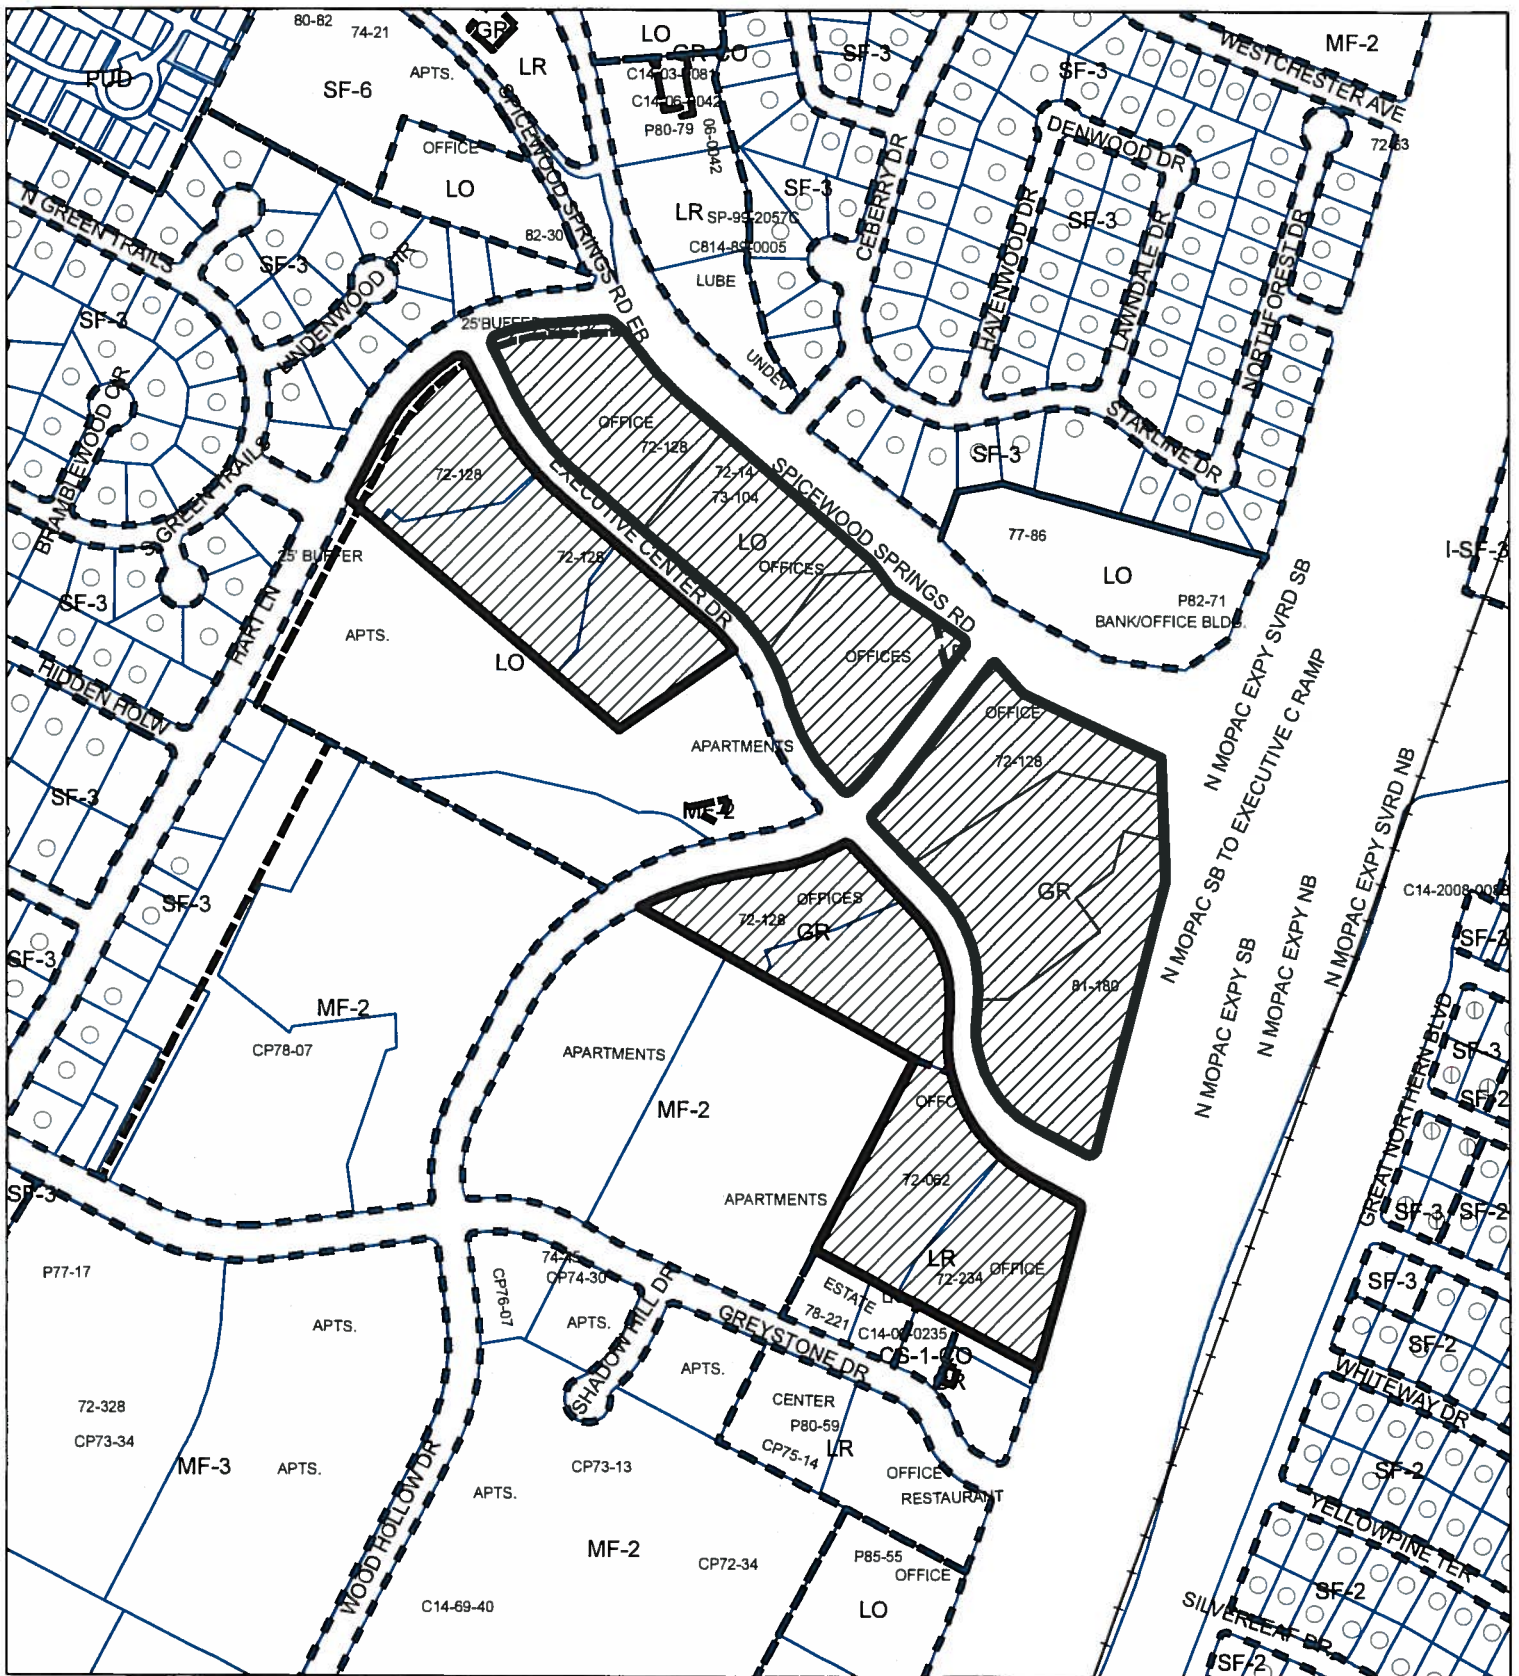 80-82
74-21
GR
LO
GR-CO
SF-3
WESTCHESTER AVE
MF-2
PUD
SF-6
APTS.
LR
C14-06-0042
P80-79
06-0042
SF-3
DENWOOD DR
72-63
OFFICE
LO
SPICEWOOD SPRINGS RD EB
82-30
N GREEN TRAILS
SF-3
LINDENWOOD CIR
LR
SP-99-2057C
C814-89-0005
LUBE
UNDEV
SF-3
CEBERRY DR
HAVENWOOD DR
SF-3
LAWNDALE DR
NORTHFOREST DR
STARLINE DR
SF-3
SF-3
BRAMBLEWOOD CIR
S GREEN TRAILS
25' BUFFER
HART LN
SF-3
HIDDEN HOLW
SF-3
APTS.
LO
72-128
72-128
EXECUTIVE CENTER DR
OFFICE
72-128
72-14
73-104
LO
OFFICES
OFFICES
SPICEWOOD SPRINGS RD
77-86
LO
P82-71
BANK/OFFICE BLDG.
I-SF-3
N MOPAC EXPY SVRD SB
N MOPAC SB TO EXECUTIVE C RAMP
N MOPAC EXPY SVRD NB
N MOPAC EXPY SB
N MOPAC EXPY NB
APARTMENTS
MF-2
OFFICE
72-128
GR
81-180
OFFICES
72-128
GR
SF-3
SF-3
SF-3
MF-2
CP78-07
APARTMENTS
MF-2
APARTMENTS
72-062
LR
72-234
OFFICE
C14-2008-0088
SF-3
SF-3
SF-2
GREAT NORTHERN BLVD
SF-3
SF-2
SF-3
SF-2
WHITEWAY DR
SF-2
YELLOWPINE TER
SF-2
SILVERLEAF DR
SF-2
P77-17
APTS.
72-328
CP73-34
MF-3
APTS.
WOOD HOLLOW DR
CP76-07
74-45
CP74-30
APTS.
SHADOW HILL DR
GREYSTONE DR
ESTATE
78-221
CS-1-CO
GR
APTS.
CENTER
P80-59
CP75-14
LR
OFFICE
RESTAURANT
CP73-13
APTS.
MF-2
CP72-34
C14-69-40
P85-55
OFFICE
LO